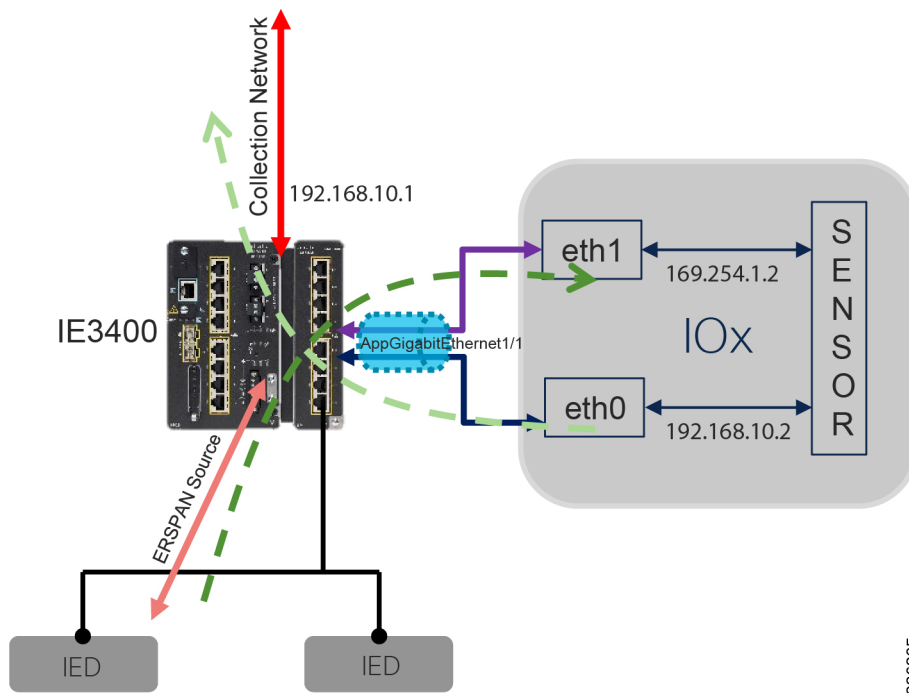 Collection Network
192.168.10.1
IE3400
AppGigabitEthernet1/1
ERSPAN Source
eth1
169.254.1.2
IOx
eth0
192.168.10.2
SENSOR
IED
IED